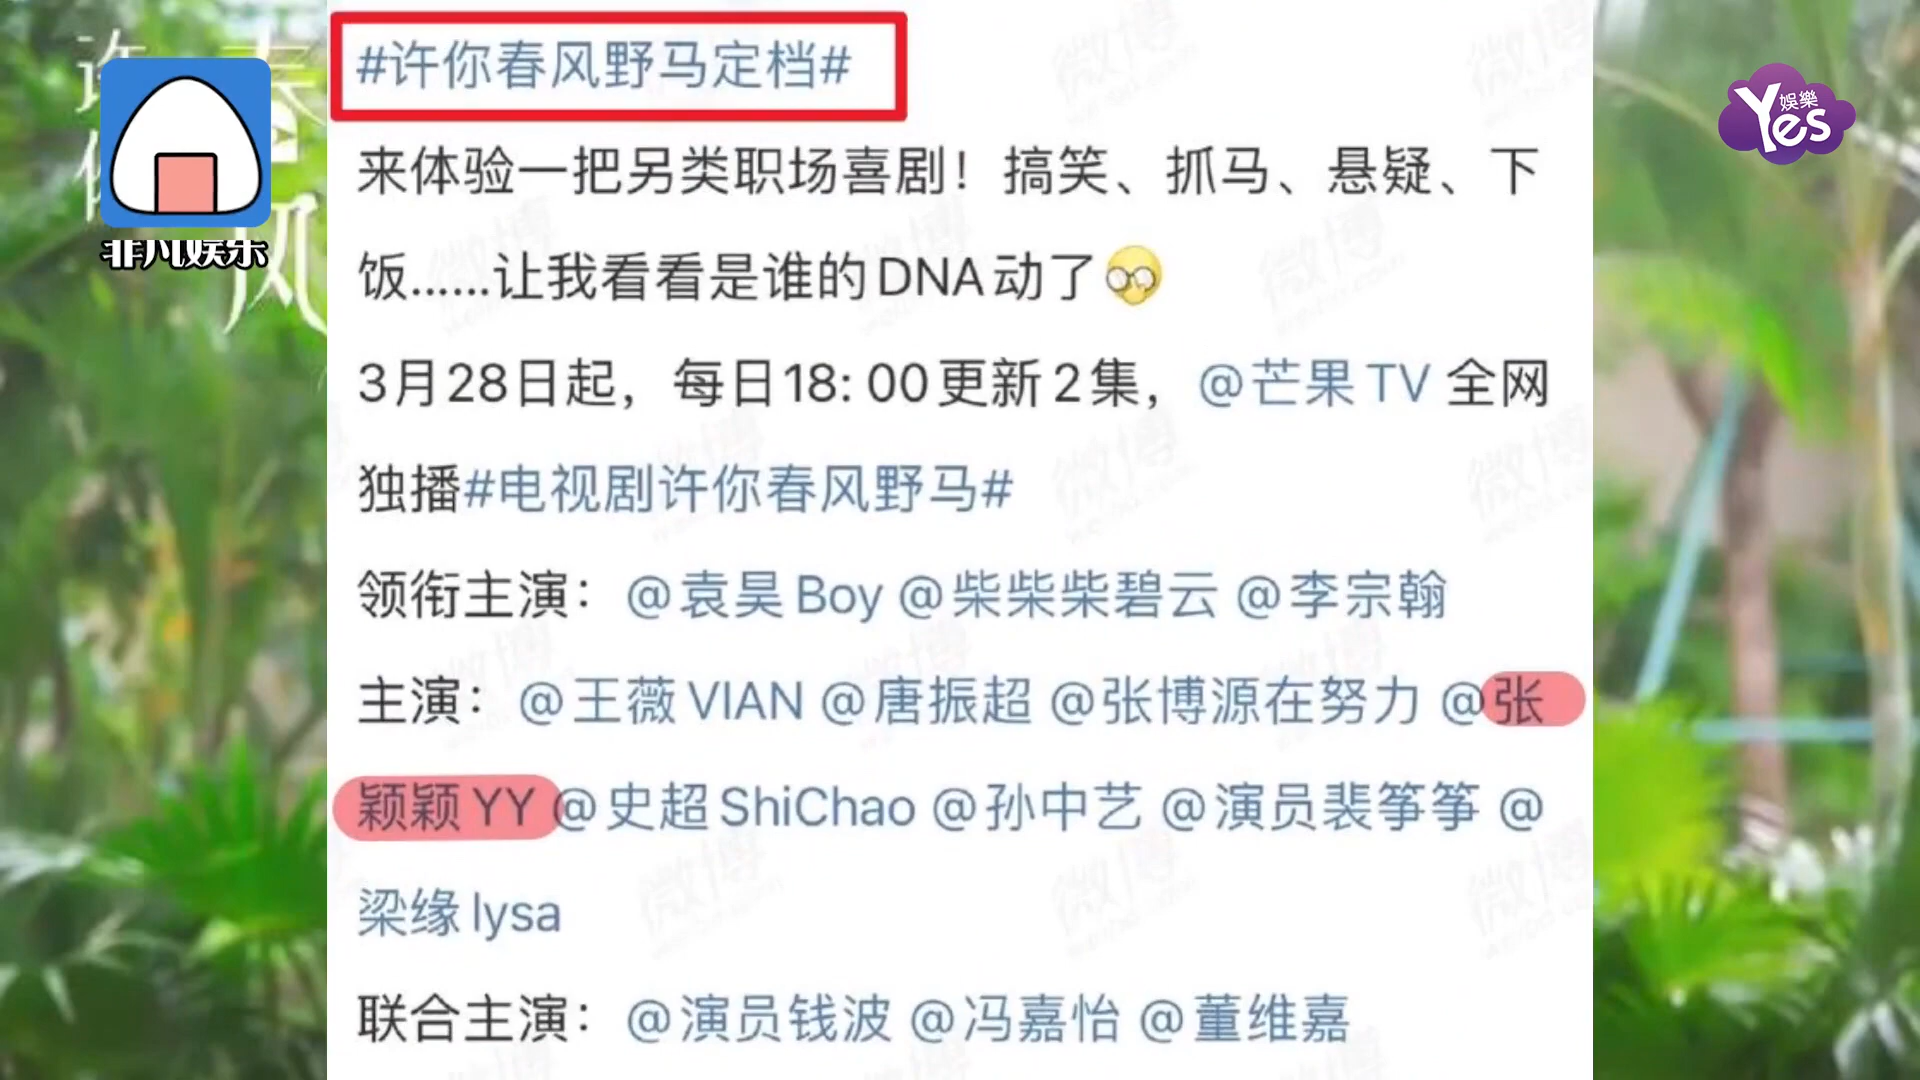 #许你春风野马定档#
来体验一把另类职场喜剧！搞笑、抓马、悬疑、下
饭……让我看看是谁的DNA动了
3月28日起，每日18：00更新2集，@芒果TV 全网
独播#电视剧许你春风野马#
领衔主演：@袁昊Boy @柴柴柴碧云 @李宗翰
主演：@王薇VIAN @唐振超 @张博源在努力 @张
颖颖YY @史超ShiChao @孙中艺 @演员裴筝筝 @
梁缘lysa
联合主演：@演员钱波 @冯嘉怡 @董维嘉
非凡娱乐
Yes娛樂